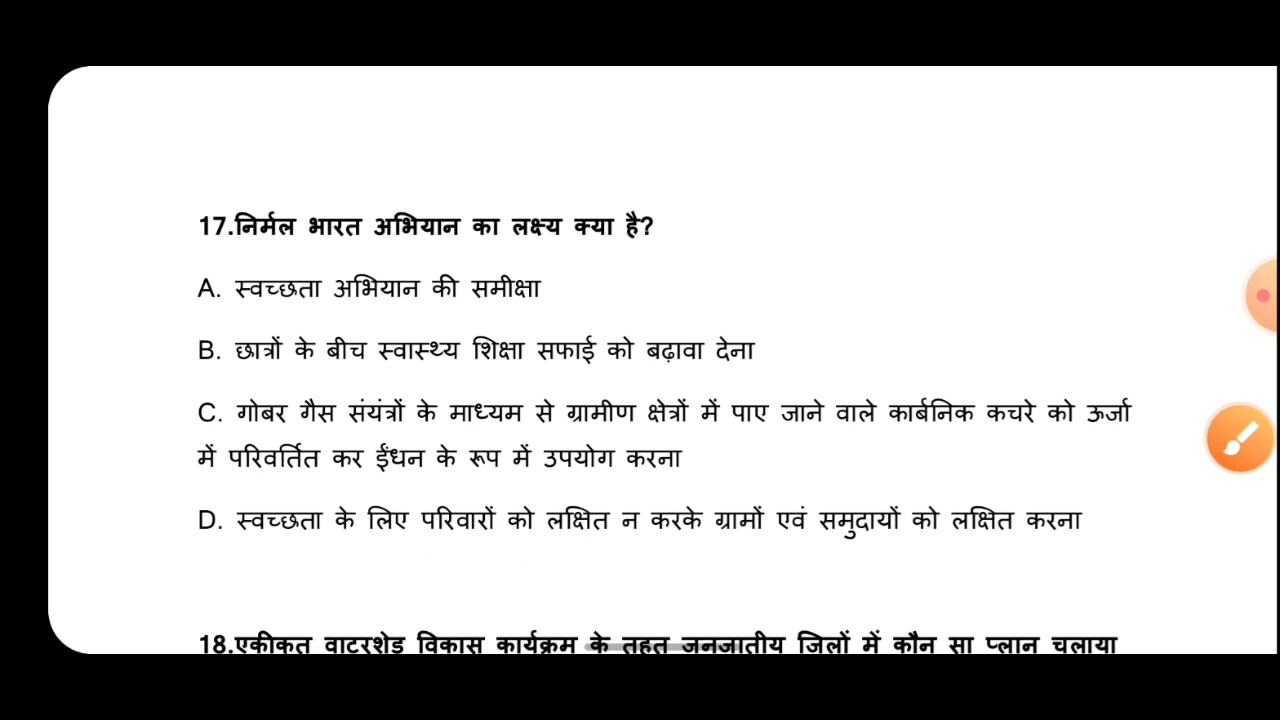 17.निर्मल भारत अभियान का लक्ष्य क्या है?
A. स्वच्छता अभियान की समीक्षा
B. छात्रों के बीच स्वास्थ्य शिक्षा सफाई को बढ़ावा देना
C. गोबर गैस संयंत्रों के माध्यम से ग्रामीण क्षेत्रों में पाए जाने वाले कार्बनिक कचरे को ऊर्जा
में परिवर्तित कर ईंधन के रूप में उपयोग करना
D. स्वच्छता के लिए परिवारों को लक्षित न करके ग्रामों एवं समुदायों को लक्षित करना
18.एकीकत वाटरशेड विकास कार्यक्रम के तहत जनजातीय जिलों में कौन सा प्लान चलाया